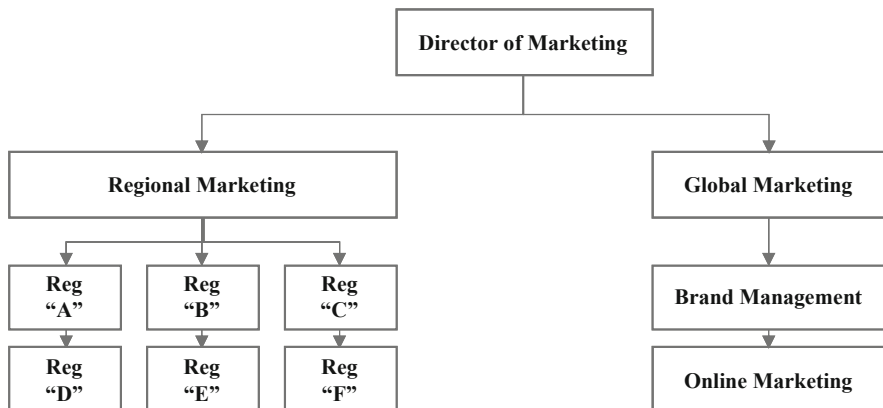 Director of Marketing
Regional Marketing
Global Marketing
Reg
“A”
Reg
“B”
Reg
“C”
Brand Management
Reg
“D”
Reg
“E”
Reg
“F”
Online Marketing